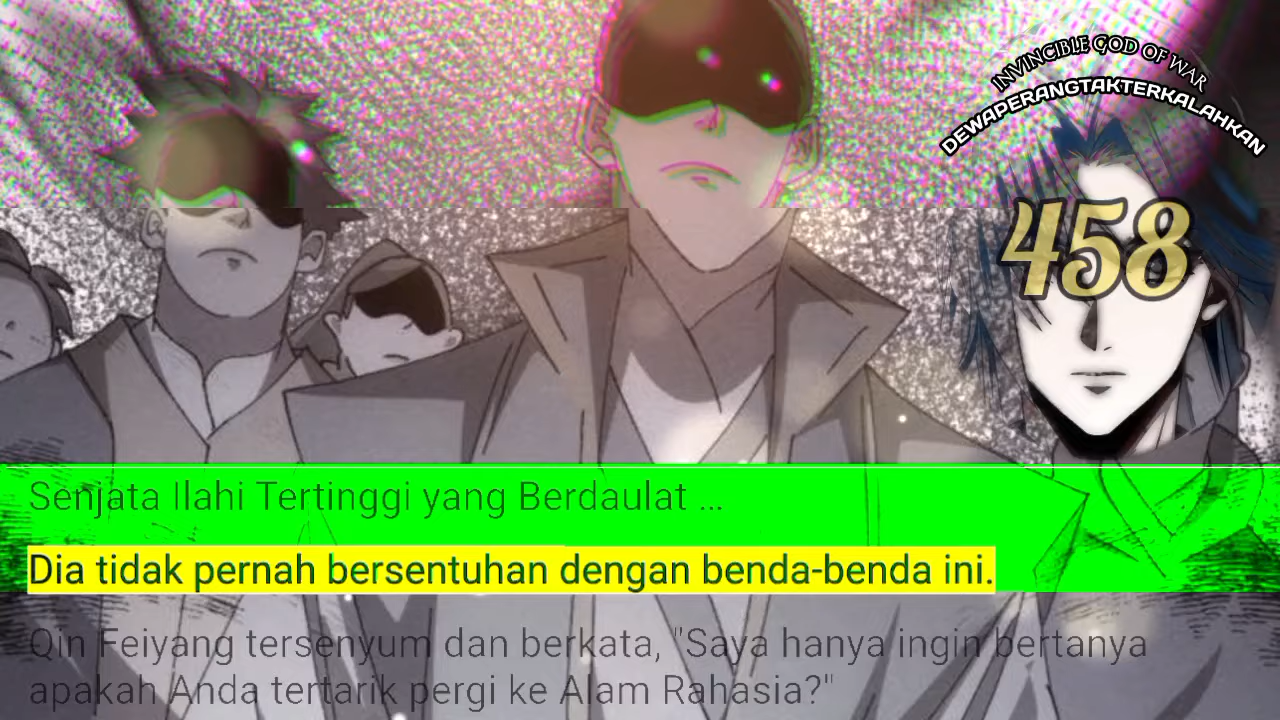 INVINCIBLE GOD OF WAR
DEWAPERANGTAKTERKALAHKAN
458
Senjata Ilahi Tertinggi yang Berdaulat ...
Dia tidak pernah bersentuhan dengan benda-benda ini.
Qin Feiyang tersenyum dan berkata, "Saya hanya ingin bertanya
apakah Anda tertarik pergi ke Alam Rahasia?"